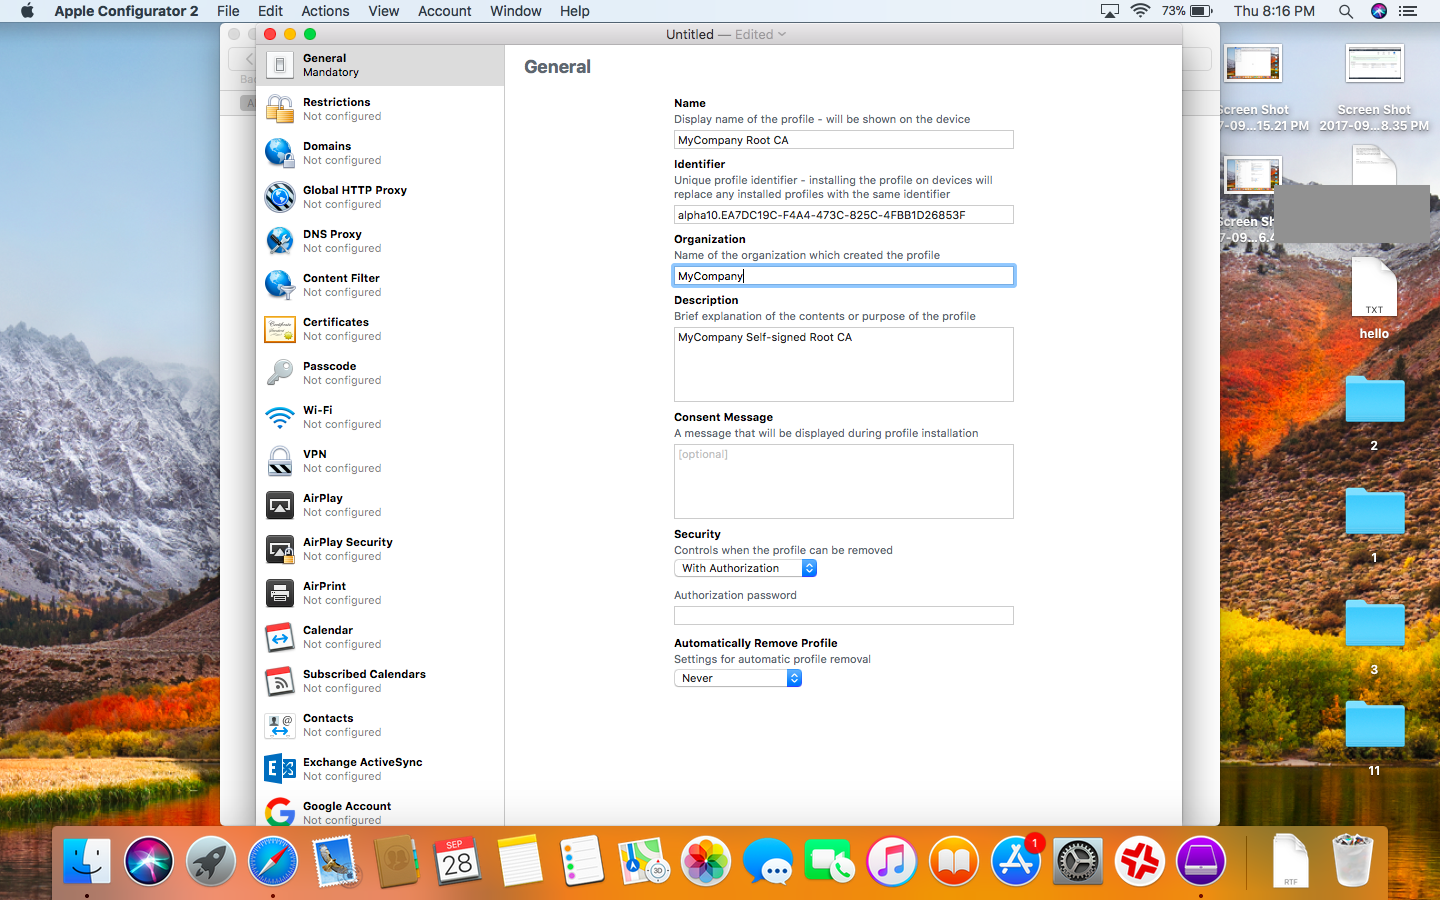 Apple Configurator 2 File Edit Actions View Account Window Help 73% Thu 8:16 PM
Untitled — Edited
General
Mandatory
Restrictions
Not configured
Domains
Not configured
Global HTTP Proxy
Not configured
DNS Proxy
Not configured
Content Filter
Not configured
Certificates
Not configured
Passcode
Not configured
Wi-Fi
Not configured
VPN
Not configured
AirPlay
Not configured
AirPlay Security
Not configured
AirPrint
Not configured
Calendar
Not configured
Subscribed Calendars
Not configured
Contacts
Not configured
Exchange ActiveSync
Not configured
Google Account
Not configured
General
Name
Display name of the profile - will be shown on the device
MyCompany Root CA
Identifier
Unique profile identifier - installing the profile on devices will
replace any installed profiles with the same identifier
alpha10.EA7DC19C-F4A4-473C-825C-4FBB1D26853F
Organization
Name of the organization which created the profile
MyCompany
Description
Brief explanation of the contents or purpose of the profile
MyCompany Self-signed Root CA
Consent Message
A message that will be displayed during profile installation
[optional]
Security
Controls when the profile can be removed
With Authorization
Authorization password
Automatically Remove Profile
Settings for automatic profile removal
Never
Screen Shot
7-09...15.21 PM
Screen Shot
2017-09...8.35 PM
TXT
hello
2
1
3
11
SEP
28
3D
1
RTF